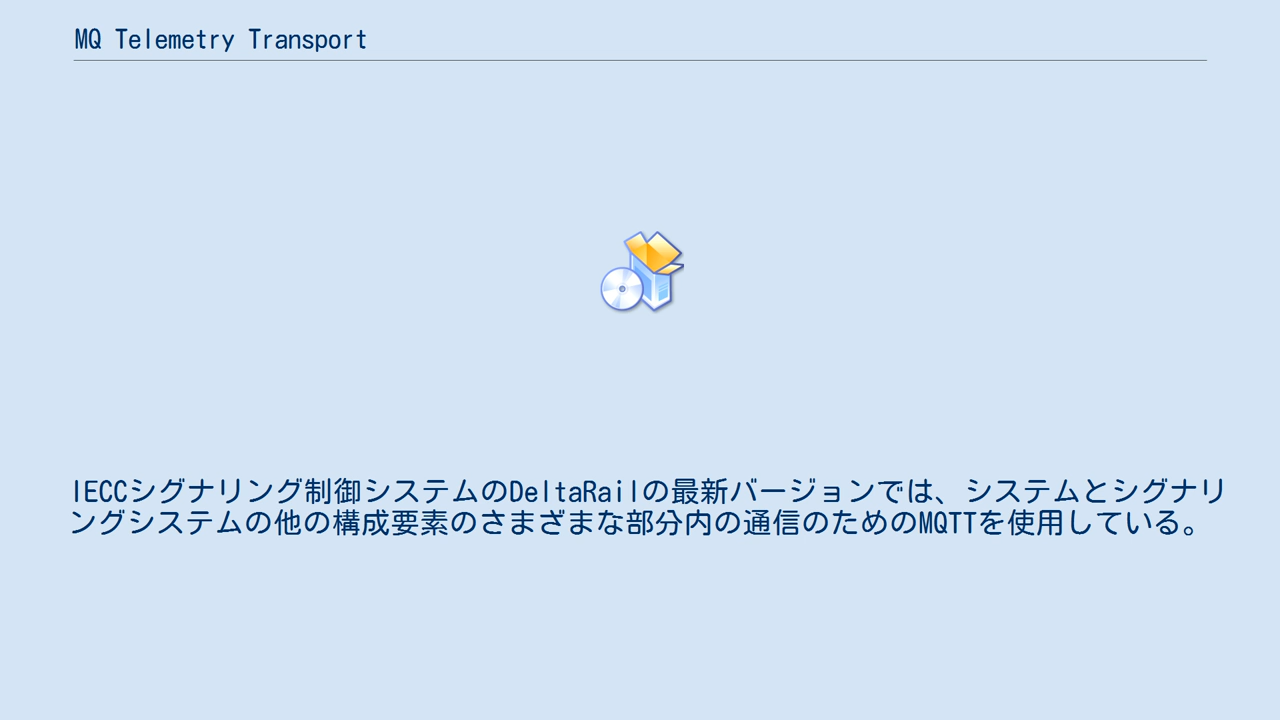 MQ Telemetry Transport
IECCシグナリング制御システムのDeltaRailの最新バージョンでは、システムとシグナリ
ングシステムの他の構成要素のさまざまな部分内の通信のためのMQTTを使用している。